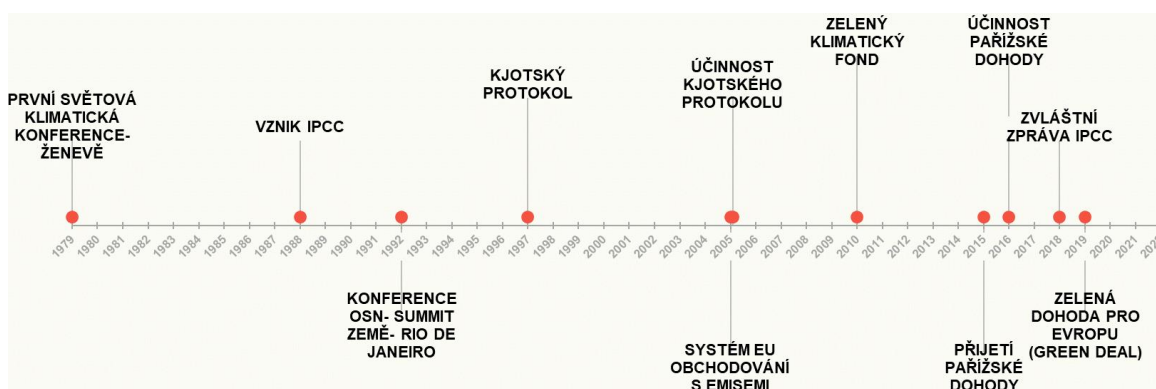 PRVNÍ SVĚTOVÁ
KLIMATICKÁ
KONFERENCE-
ŽENEVĚ
VZNIK IPCC
KJOTSKÝ
PROTOKOL
ÚČINNOST
KJOTSKÉHO
PROTOKOLU
ZELENÝ
KLIMATICKÝ
FOND
ÚČINNOST
PAŘÍŽSKÉ
DOHODY
ZVLÁŠTNÍ
ZPRÁVA IPCC
1979 1980 1981 1982 1983 1984 1985 1986 1987 1988 1989 1990 1991 1992 1993 1994 1995 1996 1997 1998 1999 2000 2001 2002 2003 2004 2005 2006 2007 2008 2009 2010 2011 2012 2013 2014 2015 2016 2017 2018 2019 2020 2021
KONFERENCE
OSN- SUMMIT
ZEMĚ- RIO DE
JANEIRO
SYSTÉM EU
OBCHODOVÁNÍ
S EMISEMI
PŘIJETÍ
PAŘÍŽSKÉ
DOHODY
ZELENÁ
DOHODA PRO
EVROPU
(GREEN DEAL)